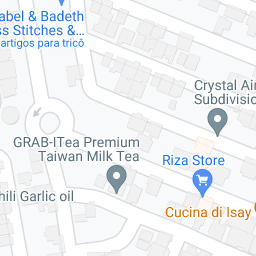 abel & Badeth
ss Stitches &...
artigos para tricô
Crystal Air
Subdivisio
GRAB-ITea Premium
Taiwan Milk Tea
Riza Store
hili Garlic oil
Cucina di Isay